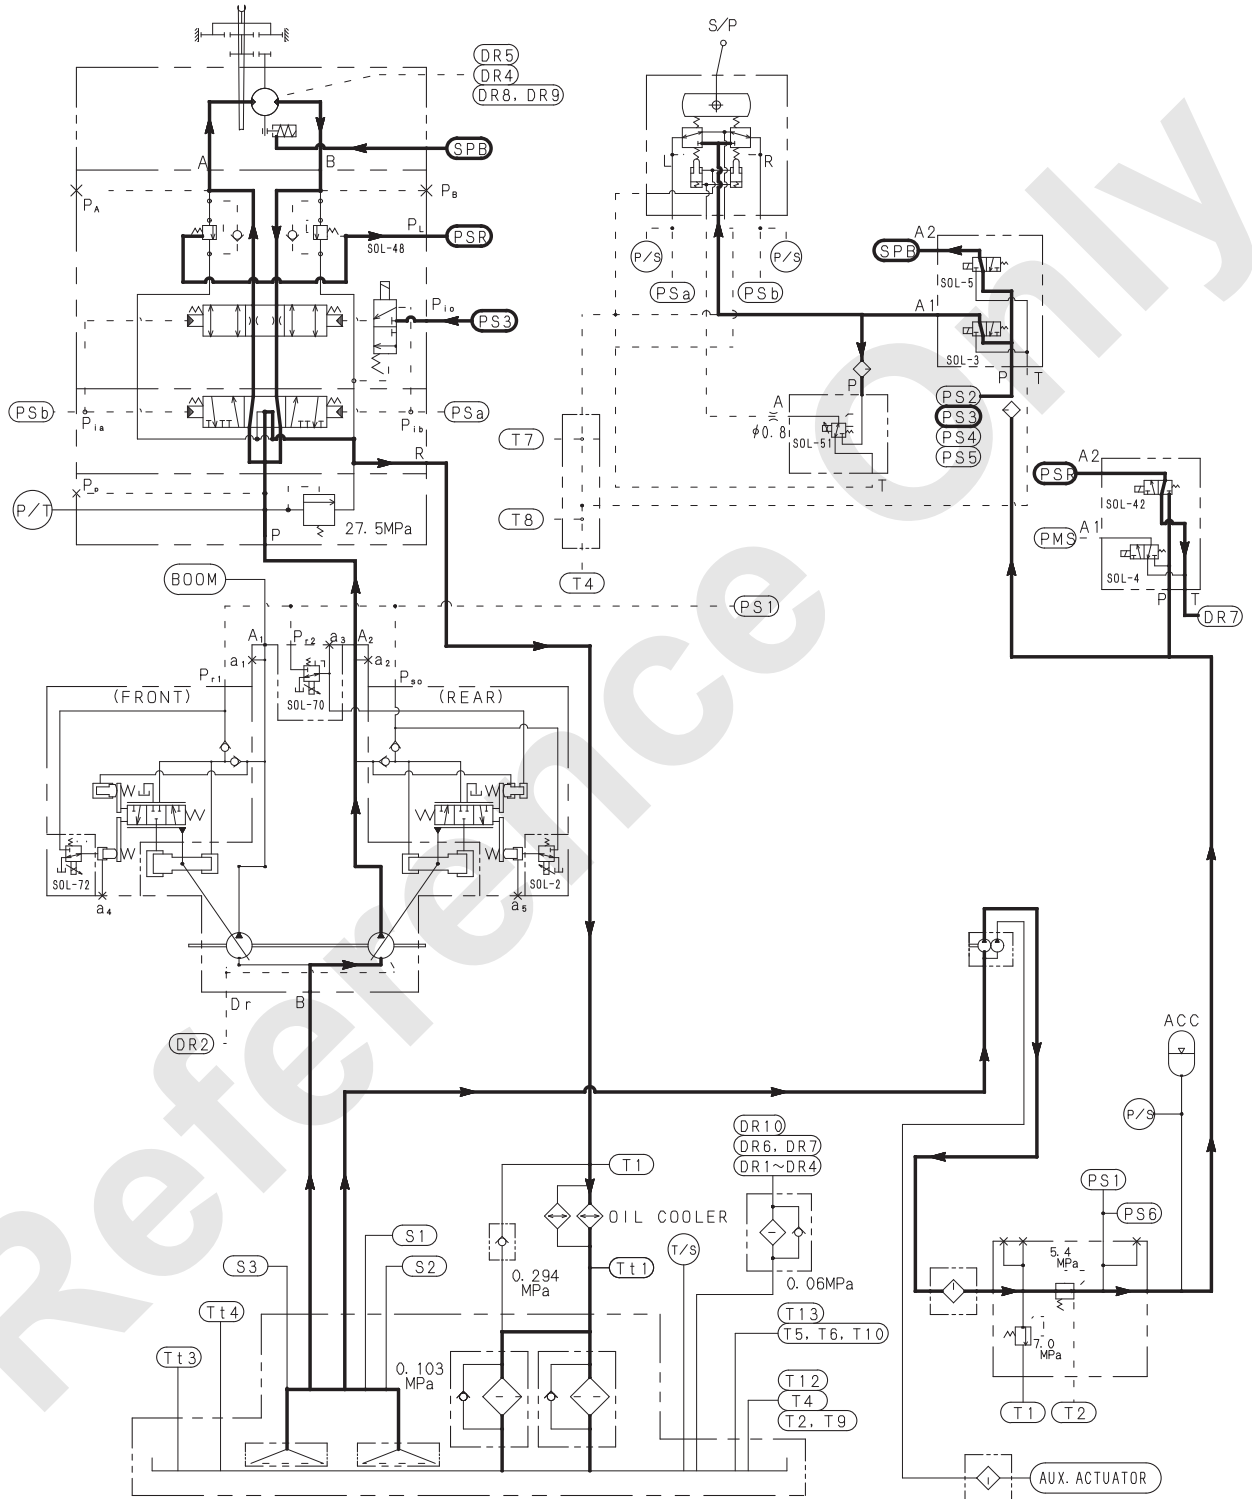 S/P
DR5
DR4
DR8, DR9
SPB
A
B
L
R
PA
PB
PL
SOL-48
PSR
P/S
P/S
PSa
PSb
A2
SPB
SOL-5
A1
SOL-3
P
T
Pio
PS3
PS2
PS3
PS4
PS5
P
A
φ0.8
SOL-51
T
PSb
Pia
PSa
Pib
R
T7
T8
T4
A2
PSR
SOL-42
PMS
A1
SOL-4
P
T
DR7
Po
P/T
27.5MPa
P
BOOM
PS1
A1
Pr2
a3
A2
a1
a2
Pr1
SOL-70
Pso
(FRONT)
(REAR)
SOL-72
a4
SOL-2
a5
Dr
B
DR2
ACC
P/S
DR10
DR6, DR7
DR1~DR4
T1
OIL COOLER
T/S
PS1
PS6
S1
S3
S2
Tt1
0.294
MPa
0.06MPa
5.4
MPa
7.0
MPa
Tt4
Tt3
T13
T5, T6, T10
0.103
MPa
T12
T4
T2, T9
T1
T2
AUX. ACTUATOR
Reference Only